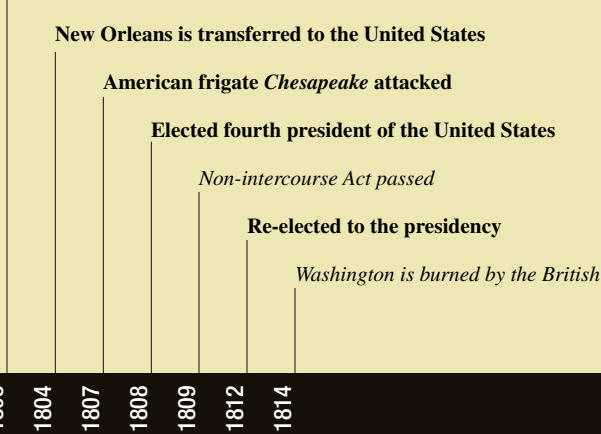 New Orleans is transferred to the United States
American frigate Chesapeake attacked
Elected fourth president of the United States
Non-intercourse Act passed
Re-elected to the presidency
Washington is burned by the British
1804
1807
1808
1809
1812
1814